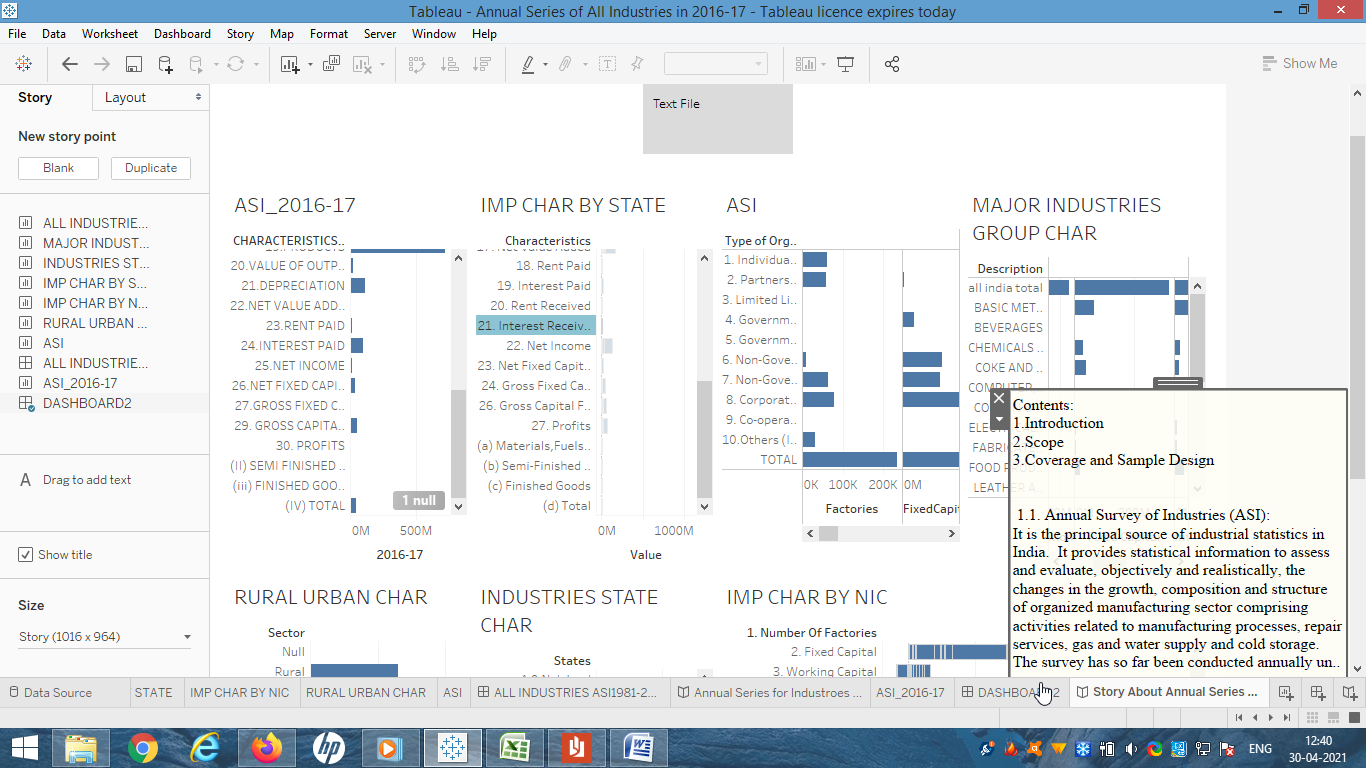 Tableau - Annual Series of All Industries in 2016-17 - Tableau licence expires today
File Data Worksheet Dashboard Story Map Format Server Window Help
Show Me
Story Layout
New story point
Blank Duplicate
ALL INDUSTRIE...
MAJOR INDUST...
INDUSTRIES ST...
IMP CHAR BY S...
IMP CHAR BY N...
RURAL URBAN ...
ASI
ALL INDUSTRIE...
ASI_2016-17
DASHBOARD2
A Drag to add text
Show title
Size
Story (1016 x 964)
Text File
ASI_2016-17
CHARACTERISTICS..
20.VALUE OF OUTP..
21.DEPRECIATION
22.NET VALUE ADD..
23.RENT PAID
24.INTEREST PAID
25.NET INCOME
26.NET FIXED CAPI..
27.GROSS FIXED C..
29. GROSS CAPITA..
30. PROFITS
(II) SEMI FINISHED ..
(iii) FINISHED GOO..
(IV) TOTAL
1 null
0M 500M
2016-17
IMP CHAR BY STATE
Characteristics
17. Net Value Added
18. Rent Paid
19. Interest Paid
20. Rent Received
21. Interest Receiv..
22. Net Income
23. Net Fixed Capit..
24. Gross Fixed Ca..
26. Gross Capital F..
27. Profits
(a) Materials,Fuels..
(b) Semi-Finished ..
(c) Finished Goods
(d) Total
0M 1000M
Value
ASI
Type of Org..
1. Individua..
2. Partners..
3. Limited Li..
4. Governm..
5. Governm..
6. Non-Gove..
7. Non-Gove..
8. Corporat..
9. Co-opera..
10.Others (I..
TOTAL
0K 100K 200K 0M
Factories FixedCapit
MAJOR INDUSTRIES
GROUP CHAR
Description
all india total
BASIC MET..
BEVERAGES
CHEMICALS ..
COKE AND ..
COMPUTER,..
Contents:
1.Introduction
2.Scope
3.Coverage and Sample Design
1.1. Annual Survey of Industries (ASI):
It is the principal source of industrial statistics in
India. It provides statistical information to assess
and evaluate, objectively and realistically, the
changes in the growth, composition and structure
of organized manufacturing sector comprising
activities related to manufacturing processes, repair
services, gas and water supply and cold storage.
The survey has so far been conducted annually un..
RURAL URBAN CHAR
Sector
Null
Rural
INDUSTRIES STATE
CHAR
States
IMP CHAR BY NIC
1. Number Of Factories
2. Fixed Capital
3. Working Capital
Data Source STATE IMP CHAR BY NIC RURAL URBAN CHAR ASI ALL INDUSTRIES ASI1981-2... Annual Series for Industroes ... ASI_2016-17 DASHBOARD2 Story About Annual Series ...
hp
ENG
12:40
30-04-2021